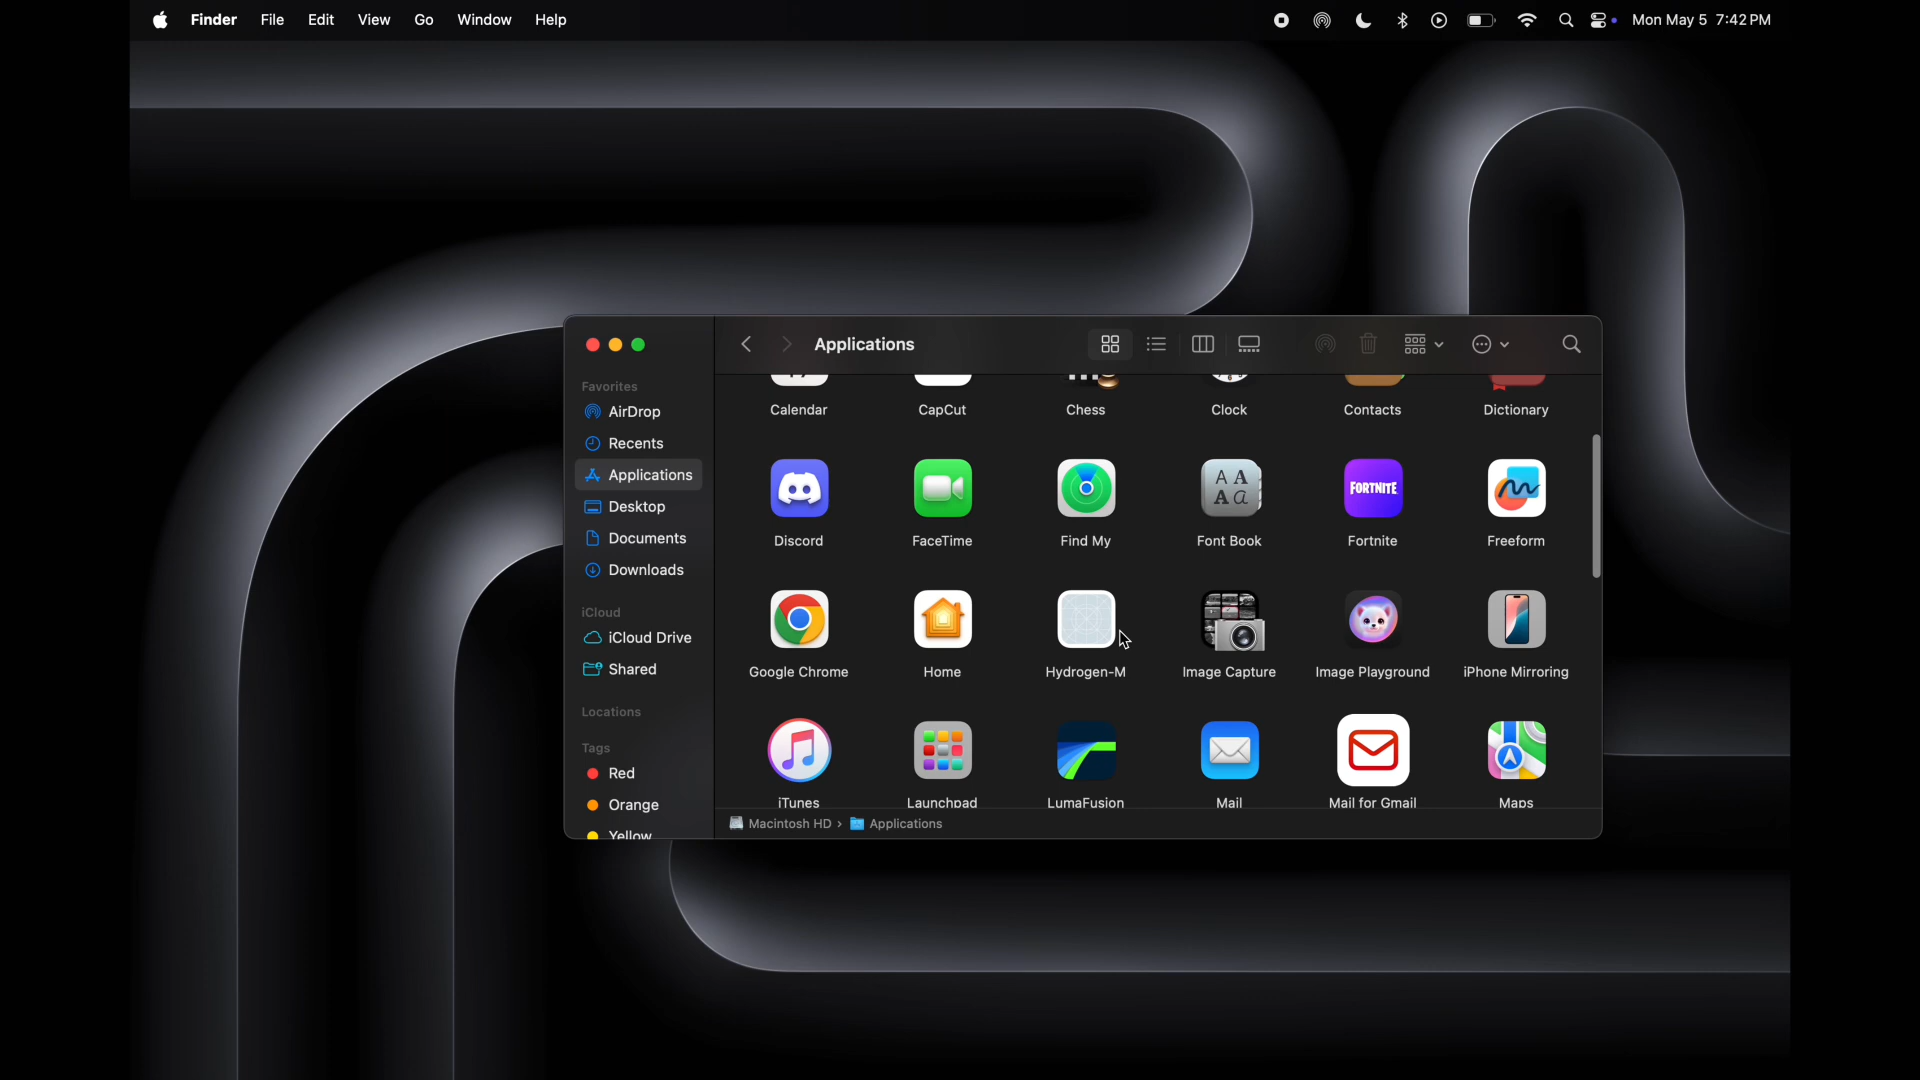 Finder File Edit View Go Window Help Mon May 5 7:42 PM
Applications
Favorites
AirDrop
Recents
Applications
Desktop
Documents
Downloads
iCloud
iCloud Drive
Shared
Locations
Tags
Red
Orange
Yellow
Calendar CapCut Chess Clock Contacts Dictionary
A A
A a
FORTNITE
Discord FaceTime Find My Font Book Fortnite Freeform
Google Chrome Home Hydrogen-M Image Capture Image Playground iPhone Mirroring
iTunes Launchpad LumaFusion Mail Mail for Gmail Maps
Macintosh HD › Applications